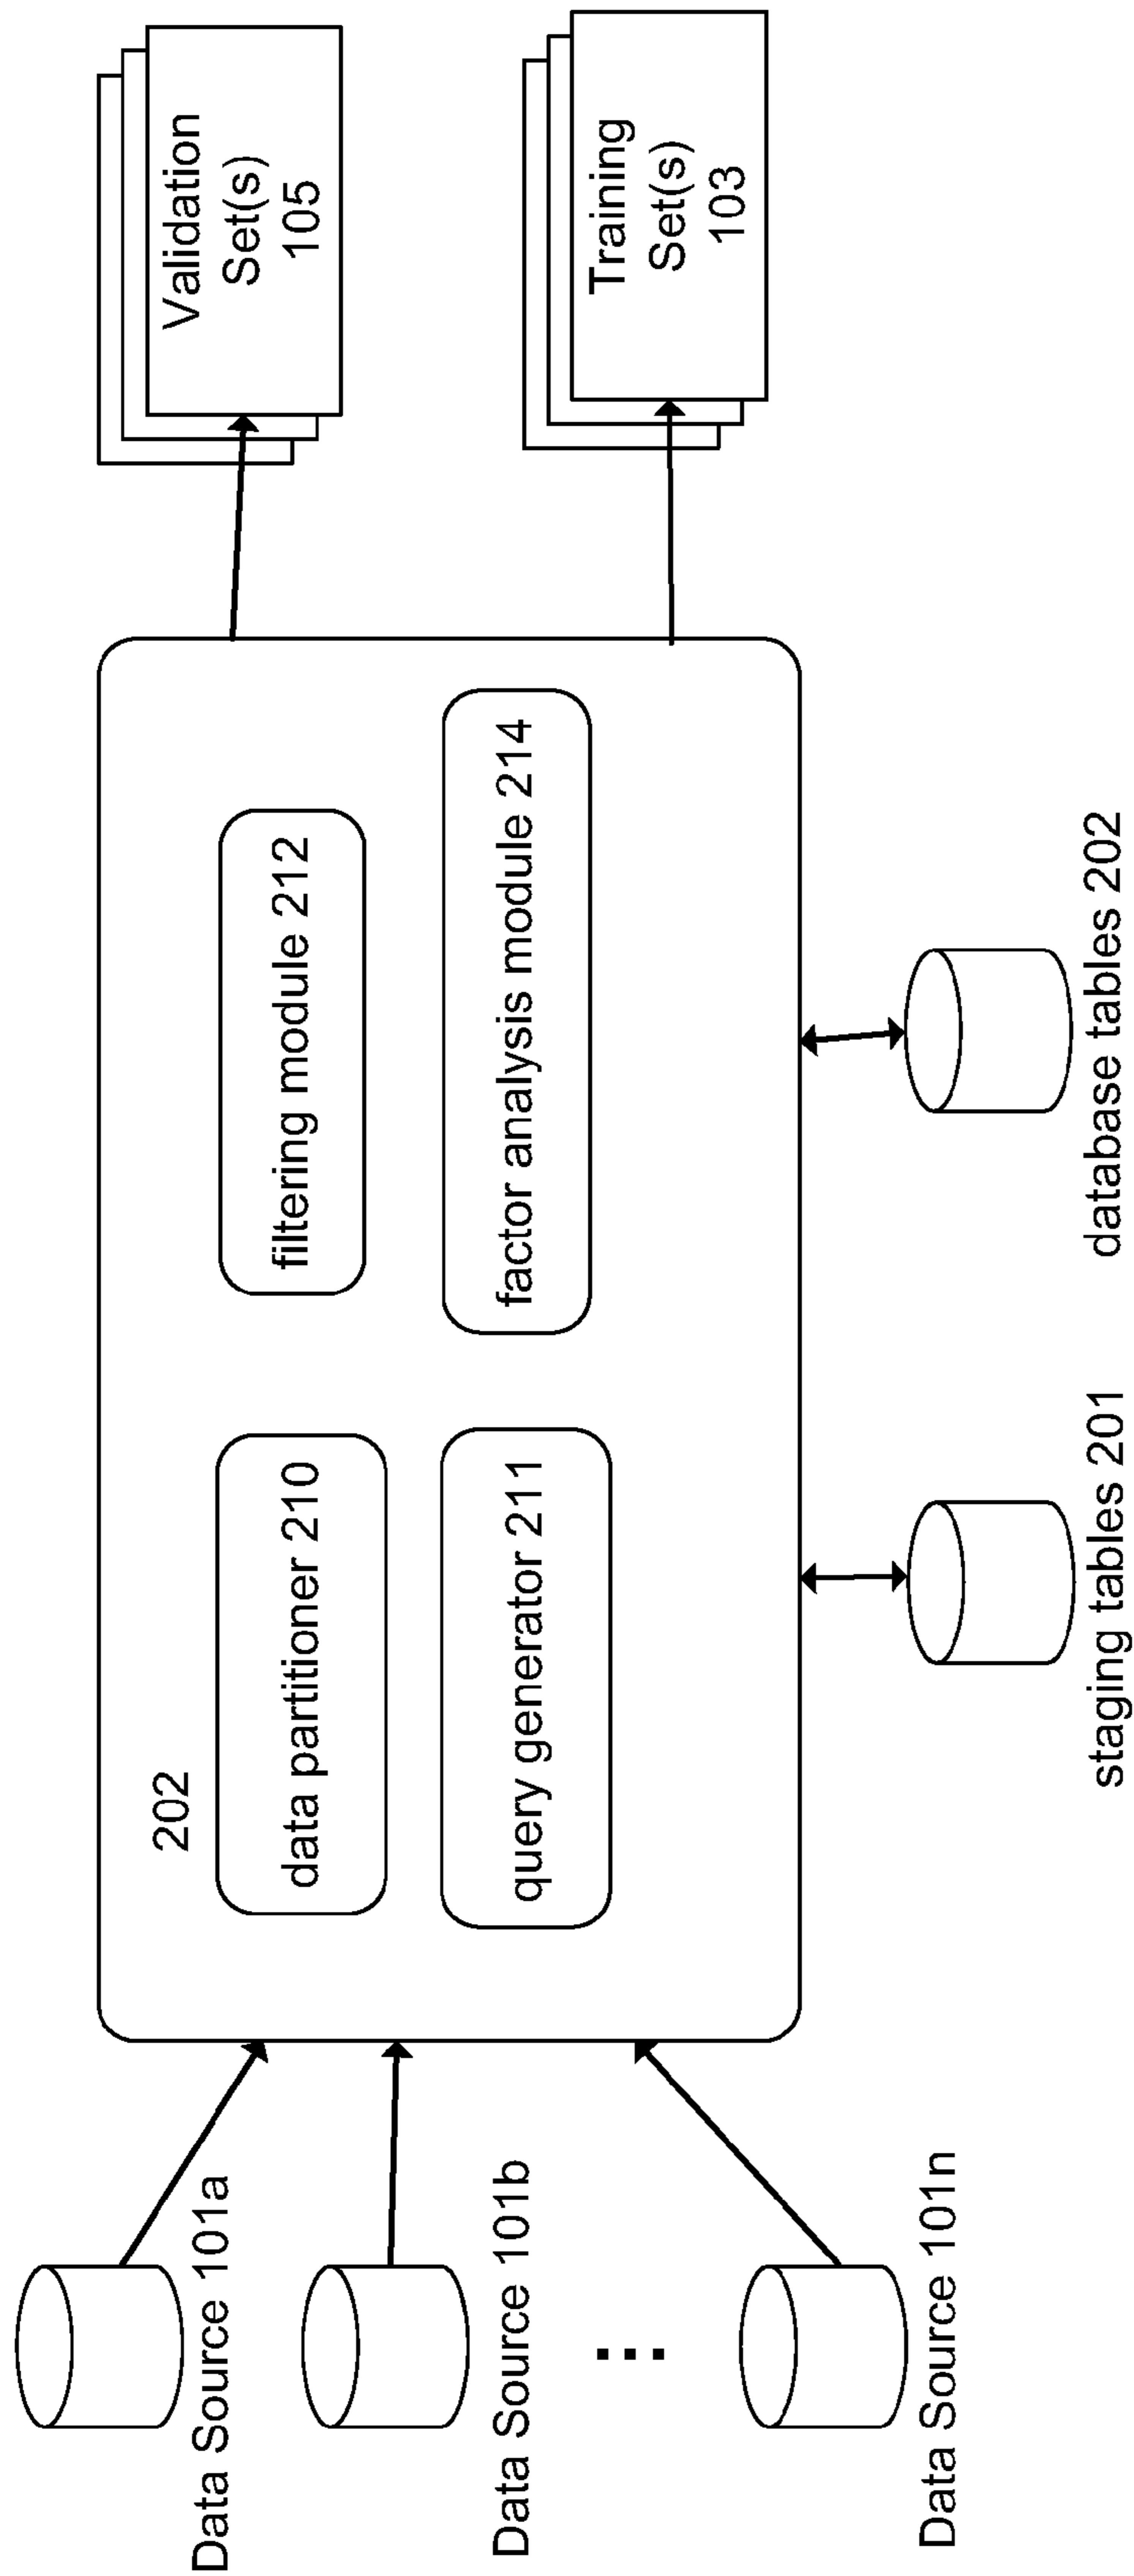 Data Source 101a
Data Source 101b
...
Data Source 101n
202
data partitioner 210
filtering module 212
query generator 211
factor analysis module 214
staging tables 201
database tables 202
Validation
Set(s)
105
Training
Set(s)
103